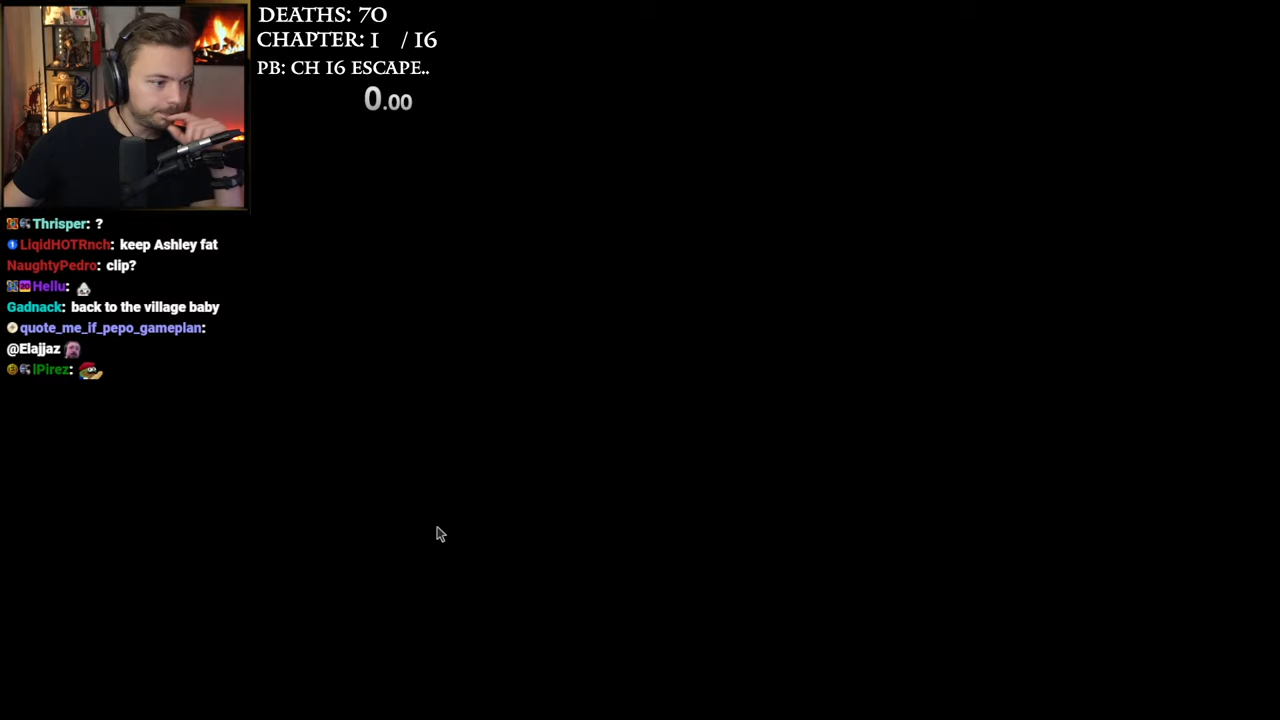 DEATHS: 70
CHAPTER: 1 / 16
PB: CH 16 ESCAPE..
0.00
Thrisper: ?
LiqidHOTRnch: keep Ashley fat
NaughtyPedro: clip?
Hellu:
Gadnack: back to the village baby
quote_me_if_pepo_gameplan:
@Elajjaz
lPirez: